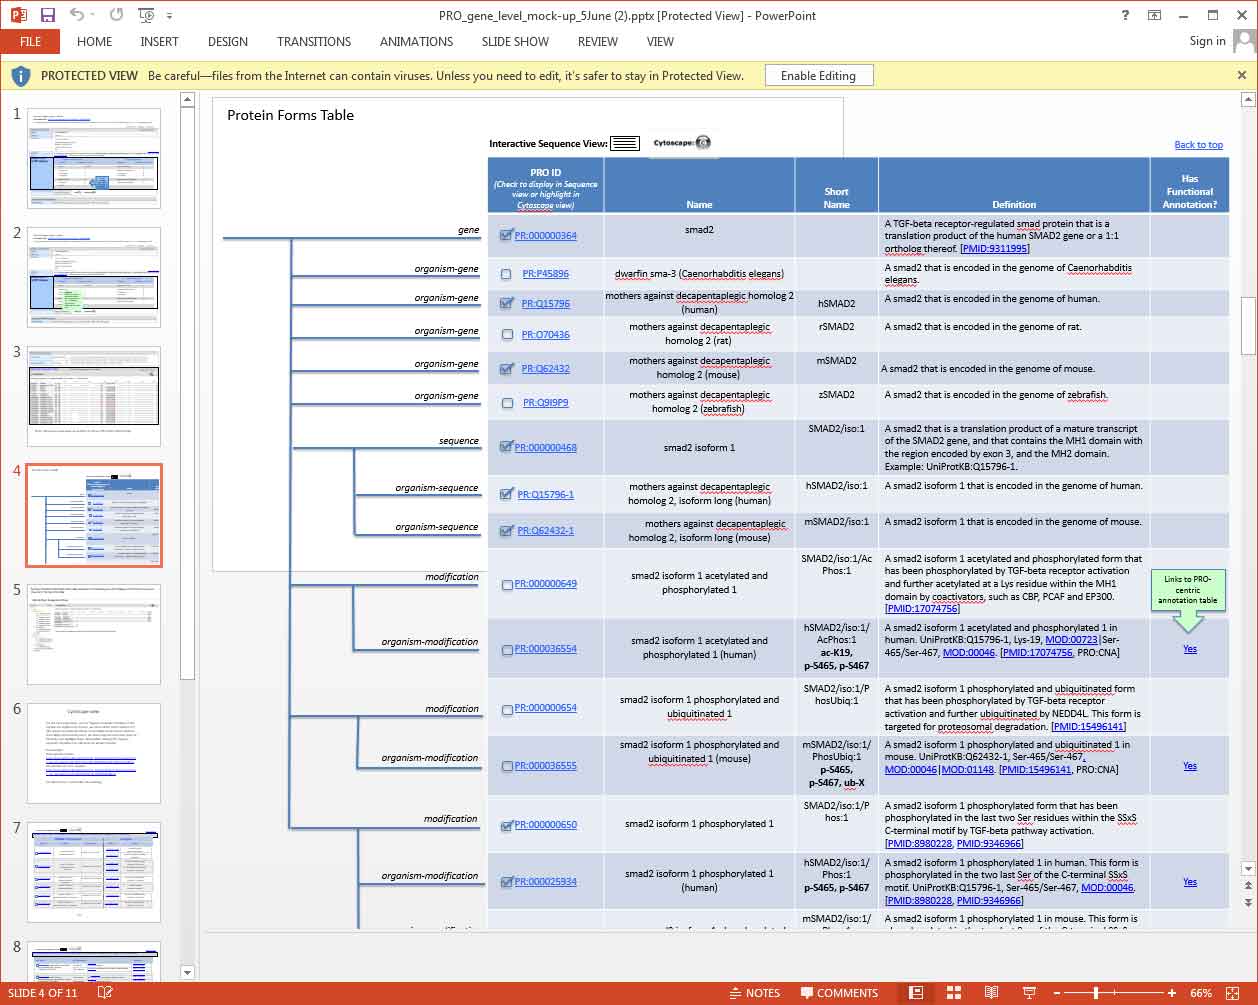 PRO_gene_level_mock-up_5June (2).pptx [Protected View] - PowerPoint
FILE HOME INSERT DESIGN TRANSITIONS ANIMATIONS SLIDE SHOW REVIEW VIEW Sign in
PROTECTED VIEW Be careful—files from the Internet can contain viruses. Unless you need to edit, it's safer to stay in Protected View. Enable Editing
1
2
3
4
5
6
7
8
Protein Forms Table
Interactive Sequence View: Cytoscape:
Back to top
PRO ID
(Check to display in Sequence
view or highlight in
Cytoscape view)
Name
Short
Name
Definition
Has
Functional
Annotation?
gene
PR:000000364
smad2
A TGF-beta receptor-regulated smad protein that is a
translation product of the human SMAD2 gene or a 1:1
ortholog thereof. [PMID:9311995]
organism-gene
PR:P45896
dwarfin sma-3 (Caenorhabditis elegans)
A smad2 that is encoded in the genome of Caenorhabditis
elegans.
organism-gene
PR:Q15796
mothers against decapentaplegic homolog 2
(human)
hSMAD2
A smad2 that is encoded in the genome of human.
organism-gene
PR:O70436
mothers against decapentaplegic
homolog 2 (rat)
rSMAD2
A smad2 that is encoded in the genome of rat.
organism-gene
PR:Q62432
mothers against decapentaplegic
homolog 2 (mouse)
mSMAD2
A smad2 that is encoded in the genome of mouse.
organism-gene
PR:Q9I9P9
mothers against decapentaplegic
homolog 2 (zebrafish)
zSMAD2
A smad2 that is encoded in the genome of zebrafish.
sequence
PR:000000468
smad2 isoform 1
SMAD2/iso:1
A smad2 that is a translation product of a mature transcript
of the SMAD2 gene, and that contains the MH1 domain with
the region encoded by exon 3, and the MH2 domain.
Example: UniProtKB:Q15796-1.
organism-sequence
PR:Q15796-1
mothers against decapentaplegic
homolog 2, isoform long (human)
hSMAD2/iso:1
A smad2 isoform 1 that is encoded in the genome of human.
organism-sequence
PR:Q62432-1
mothers against decapentaplegic
homolog 2, isoform long (mouse)
mSMAD2/iso:1
A smad2 isoform 1 that is encoded in the genome of mouse.
modification
PR:000000649
smad2 isoform 1 acetylated and
phosphorylated 1
SMAD2/iso:1/Ac
Phos:1
A smad2 isoform 1 acetylated and phosphorylated form that
has been phosphorylated by TGF-beta receptor activation
and further acetylated at a Lys residue within the MH1
domain by coactivators, such as CBP, PCAF and EP300.
[PMID:17074756]
Links to PRO-
centric
annotation table
organism-modification
PR:000036554
smad2 isoform 1 acetylated and
phosphorylated 1 (human)
hSMAD2/iso:1/
AcPhos:1
ac-K19,
p-S465, p-S467
A smad2 isoform 1 acetylated and phosphorylated 1 in
human. UniProtKB:Q15796-1, Lys-19, MOD:00723|Ser-
465/Ser-467, MOD:00046. [PMID:17074756, PRO:CNA]
Yes
modification
PR:000000654
smad2 isoform 1 phosphorylated and
ubiquitinated 1
SMAD2/iso:1/P
hosUbiq:1
A smad2 isoform 1 phosphorylated and ubiquitinated form
that has been phosphorylated by TGF-beta receptor
activation and further ubiquitinated by NEDD4L. This form is
targeted for proteosomal degradation. [PMID:15496141]
organism-modification
PR:000036555
smad2 isoform 1 phosphorylated and
ubiquitinated 1 (mouse)
mSMAD2/iso:1/
PhosUbiq:1
p-S465,
p-S467, ub-X
A smad2 isoform 1 phosphorylated and ubiquitinated 1 in
mouse. UniProtKB:Q62432-1, Ser-465/Ser-467,
MOD:00046|MOD:01148. [PMID:15496141, PRO:CNA]
Yes
modification
PR:000000650
smad2 isoform 1 phosphorylated 1
SMAD2/iso:1/P
hos:1
A smad2 isoform 1 phosphorylated form that has been
phosphorylated in the last two Ser residues within the SSxS
C-terminal motif by TGF-beta pathway activation.
[PMID:8980228, PMID:9346966]
organism-modification
PR:000025934
smad2 isoform 1 phosphorylated 1
(human)
hSMAD2/iso:1/
Phos:1
p-S465, p-S467
A smad2 isoform 1 phosphorylated 1 in human. This form is
phosphorylated in the two last Ser of the C-terminal SSxS
motif. UniProtKB:Q15796-1, Ser-465/Ser-467, MOD:00046.
[PMID:8980228, PMID:9346966]
Yes
mSMAD2/iso:1/
A smad2 isoform 1 phosphorylated 1 in mouse. This form is
SLIDE 4 OF 11 NOTES COMMENTS 66%